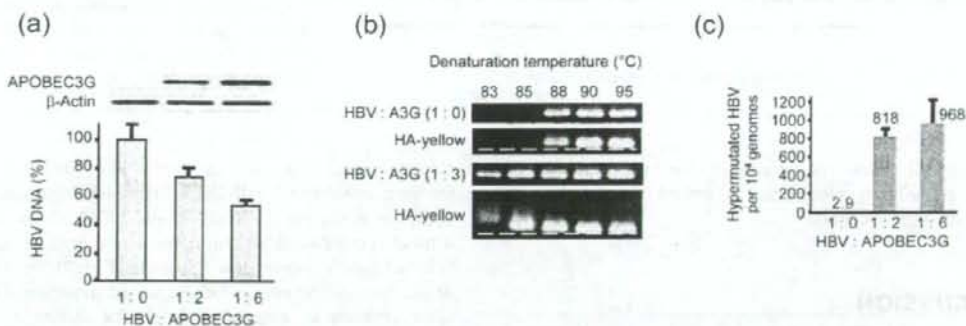 (a)
APOBEC3G
β-Actin
HBV DNA (%)
100
80
60
40
20
0
1 : 0 1 : 2 1 : 6
HBV : APOBEC3G
(b)
Denaturation temperature (°C)
83 85 88 90 95
HBV : A3G (1 : 0)
HA-yellow
HBV : A3G (1 : 3)
HA-yellow
(c)
Hypermutated HBV
per 10⁴ genomes
1200
1000
800
600
400
200
0
2.9
818
968
1 : 0 1 : 2 1 : 6
HBV : APOBEC3G